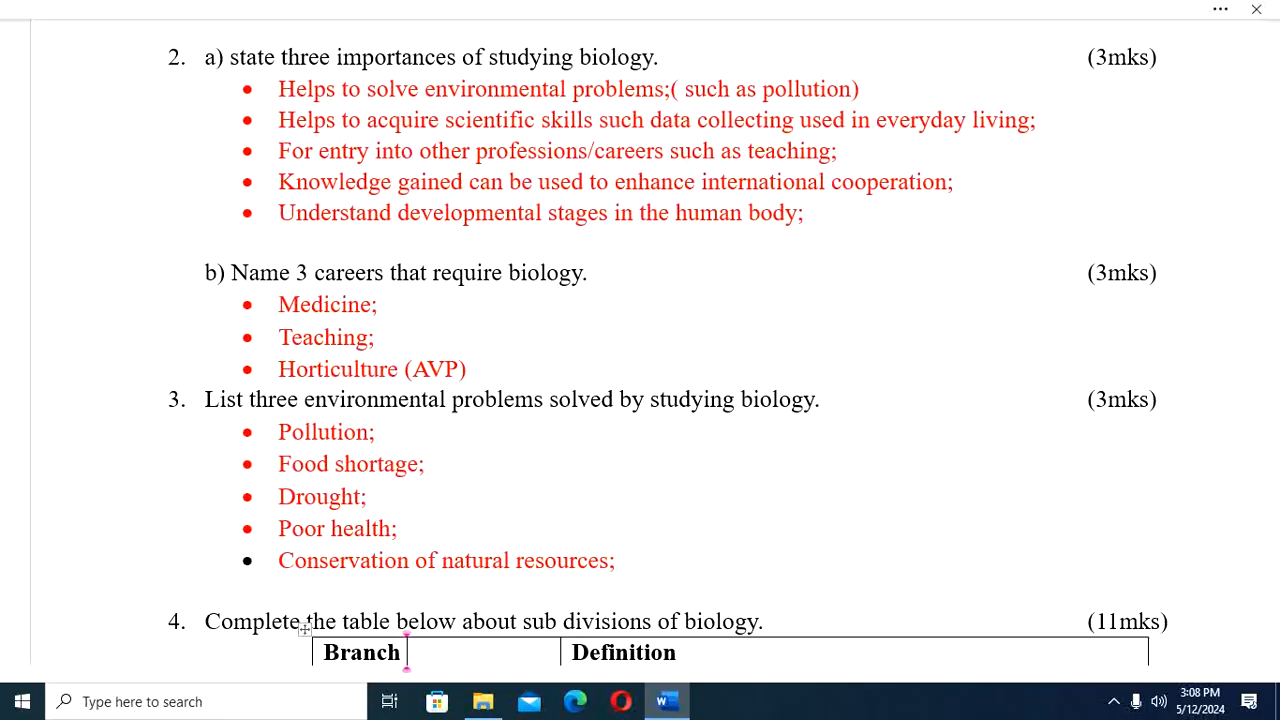 2. a) state three importances of studying biology. (3mks)
• Helps to solve environmental problems;( such as pollution)
• Helps to acquire scientific skills such data collecting used in everyday living;
• For entry into other professions/careers such as teaching;
• Knowledge gained can be used to enhance international cooperation;
• Understand developmental stages in the human body;
b) Name 3 careers that require biology. (3mks)
• Medicine;
• Teaching;
• Horticulture (AVP)
3. List three environmental problems solved by studying biology. (3mks)
• Pollution;
• Food shortage;
• Drought;
• Poor health;
• Conservation of natural resources;
4. Complete the table below about sub divisions of biology. (11mks)
Branch Definition
Type here to search
3:08 PM
5/12/2024